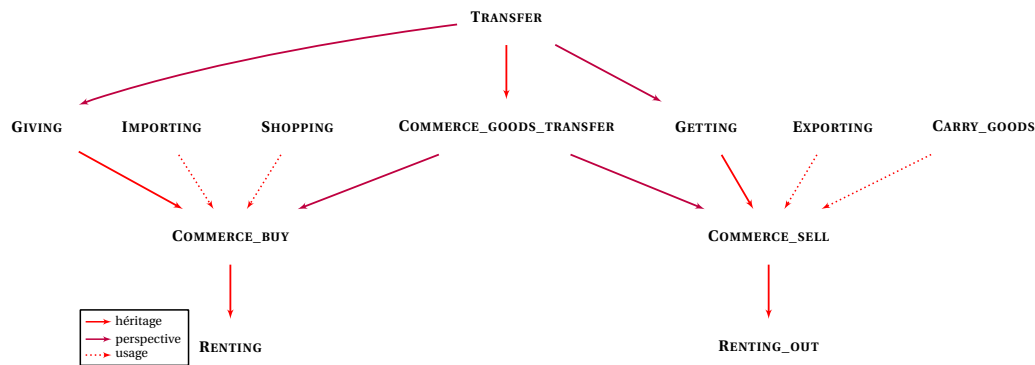 TRANSFER
GIVING IMPORTING SHOPPING COMMERCE_GOODS_TRANSFER GETTING EXPORTING CARRY_GOODS
COMMERCE_BUY COMMERCE_SELL
RENTING RENTING_OUT
héritage
perspective
usage